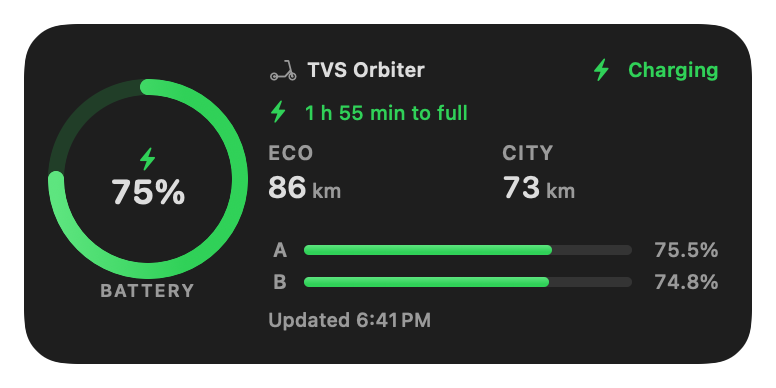 75%
BATTERY
TVS Orbiter
Charging
1 h 55 min to full
ECO
86 km
CITY
73 km
A 75.5%
B 74.8%
Updated 6:41 PM